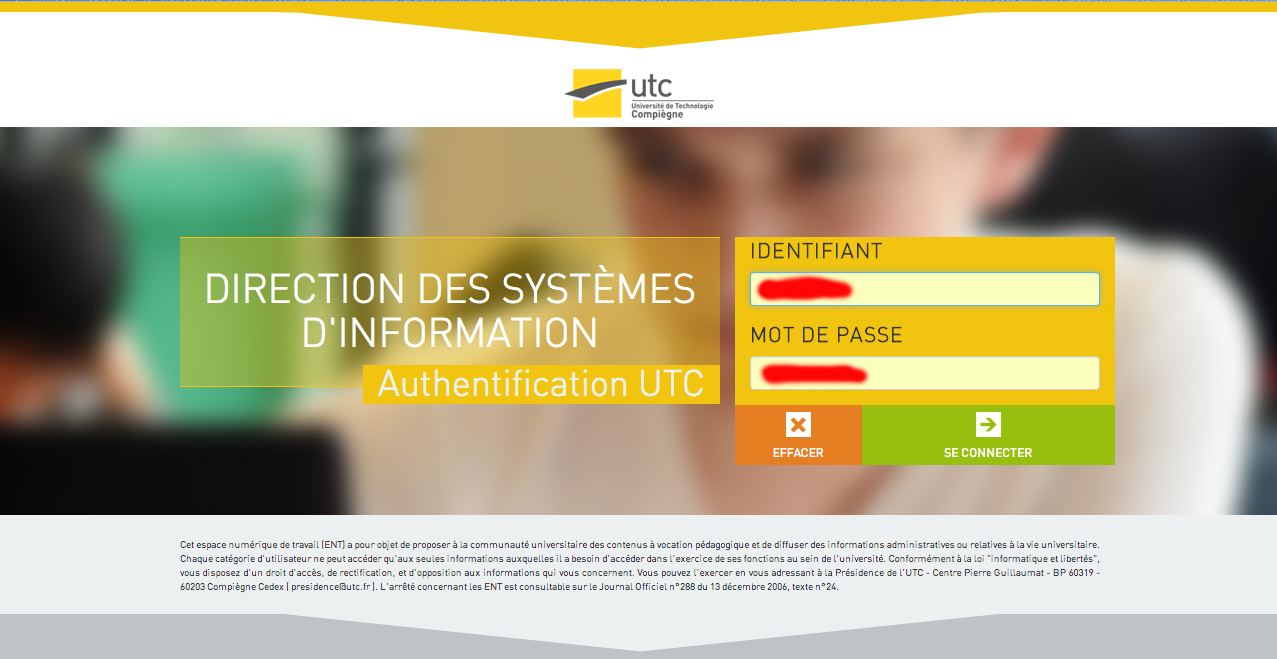 utc
Université de Technologie
Compiègne
DIRECTION DES SYSTÈMES
D'INFORMATION
Authentification UTC
IDENTIFIANT
MOT DE PASSE
EFFACER
SE CONNECTER
Cet espace numérique de travail (ENT) a pour objet de proposer à la communauté universitaire des contenus à vocation pédagogique et de diffuser des informations administratives ou relatives à la vie universitaire.
Chaque catégorie d'utilisateur ne peut accéder qu'aux seules informations auxquelles il a besoin d'accéder dans l'exercice de ses fonctions au sein de l'université. Conformément à la loi "informatique et libertés",
vous disposez d'un droit d'accès, de rectification, et d'opposition aux informations qui vous concernent. Vous pouvez l'exercer en vous adressant à la Présidence de l'UTC - Centre Pierre Guillaumat - BP 60319 -
60203 Compiègne Cedex ( presidence@utc.fr ). L'arrêté concernant les ENT est consultable sur le Journal Officiel n°288 du 13 décembre 2006, texte n°24.